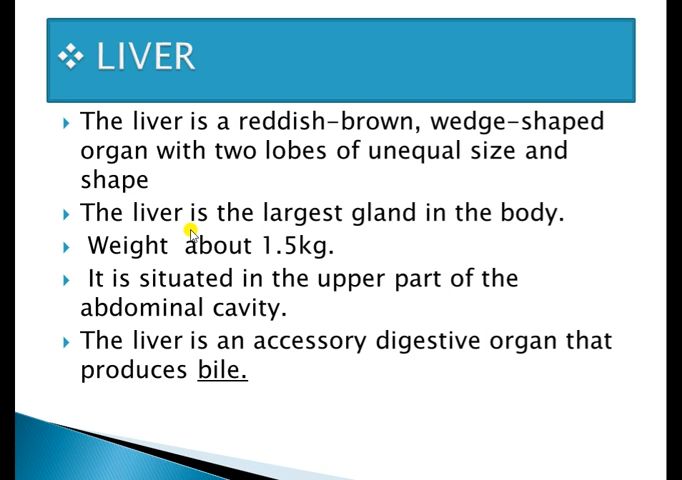 LIVER
The liver is a reddish-brown, wedge-shaped
organ with two lobes of unequal size and
shape
The liver is the largest gland in the body.
Weight about 1.5kg.
It is situated in the upper part of the
abdominal cavity.
The liver is an accessory digestive organ that
produces bile.